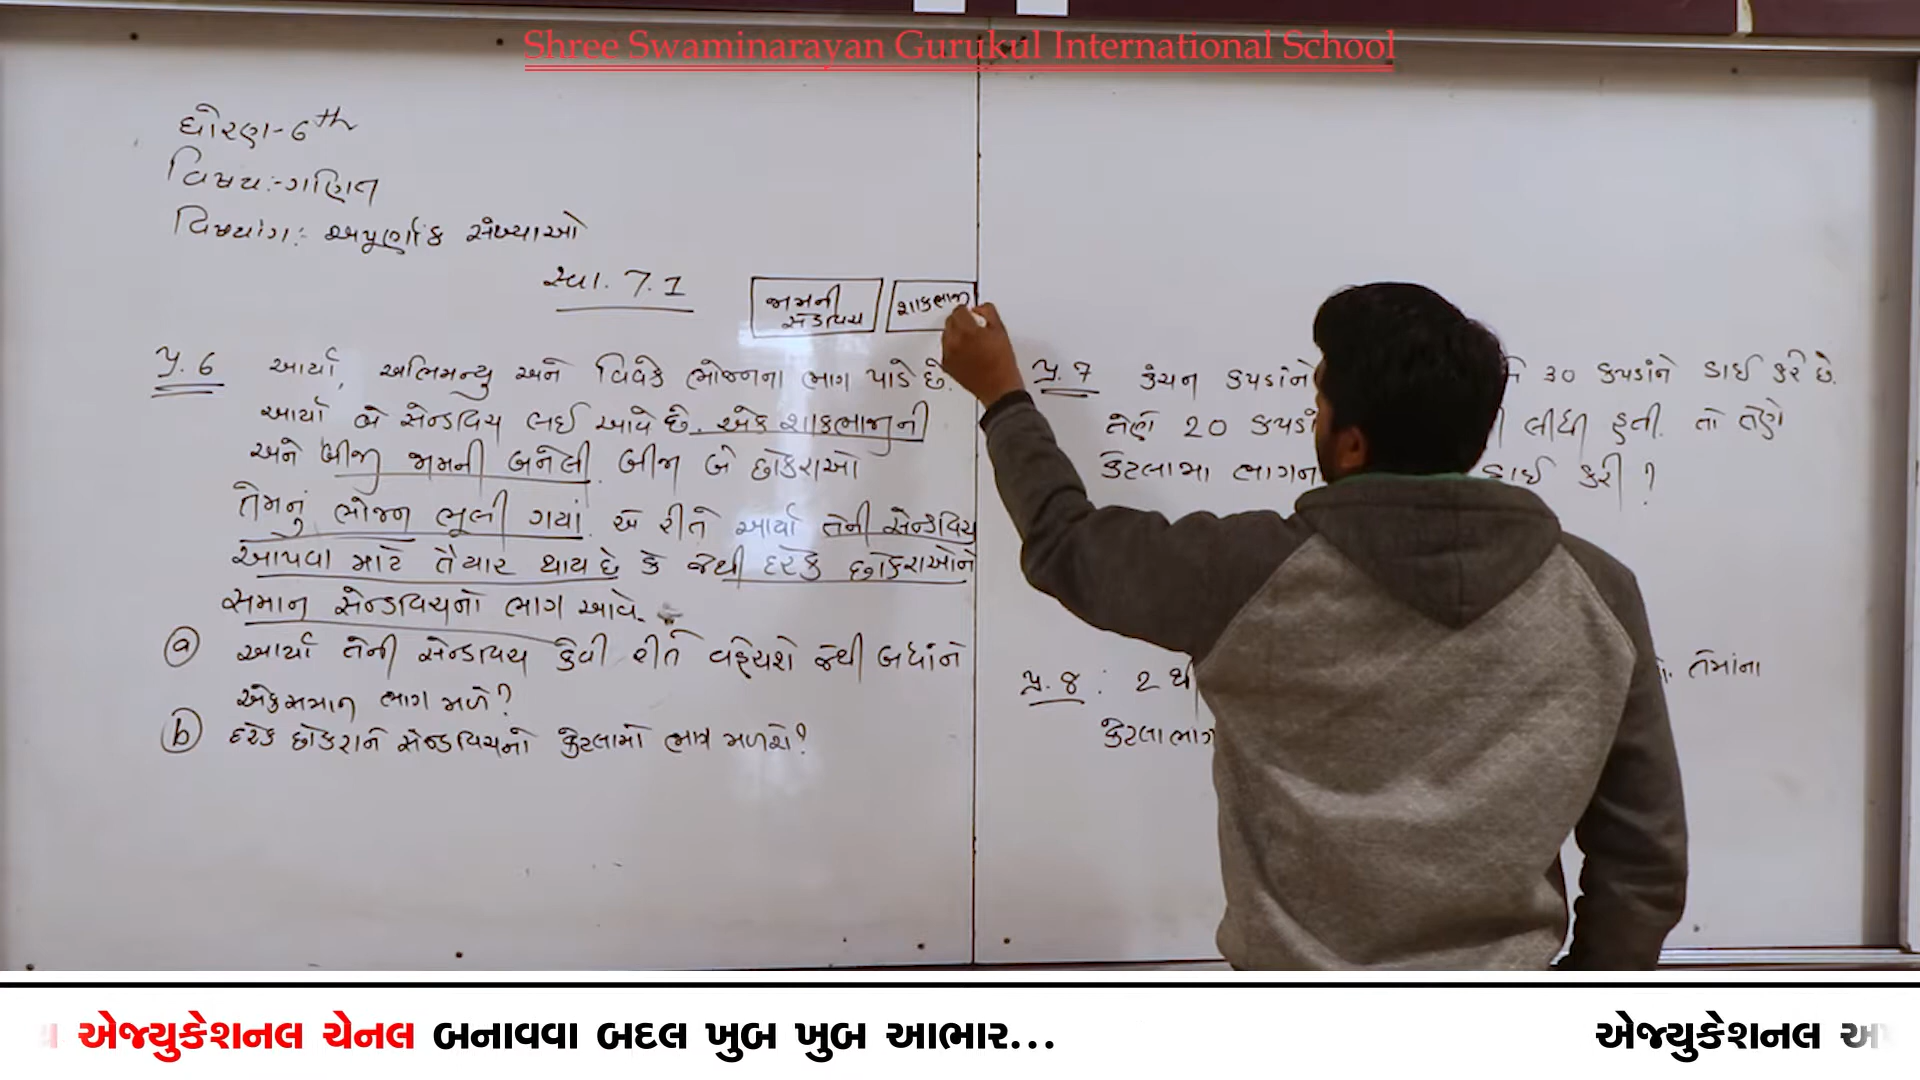 Shree Swaminarayan Gurukul International School
ધોરણ-6th
વિષય:-ગણિત
વિષયાંગ:- અપૂર્ણાંક સંખ્યાઓ
સ્વા. 7.1
જામની
સેંડવિચ
શાકભાજી
પ્ર. 6 આર્યા, અભિમન્યુ અને વિવેક ભોજનના ભાગ પાડે છે.
આર્યા બે સેન્ડવિચ લઈ આવે છે. એક શાકભાજીની
અને બીજી જામની બનેલી. બીજા બે છોકરાઓ
તેમનું ભોજન ભૂલી ગયાં. એ રીતે આર્યા તેની સેન્ડવિચ
આપવા માટે તૈયાર થાય છે કે જેથી દરેક છોકરાઓને
સમાન સેન્ડવિચનો ભાગ આવે.
a આર્યા તેની સેન્ડવિચ કેવી રીતે વહેંચશે જેથી બધાંને
એકસમાન ભાગ મળે?
b દરેક છોકરાને સેન્ડવિચનો કેટલામો ભાગ મળશે?
પ્ર. 7 કંચન કપડાંને 30 કપડાંને ડાઈ કરે છે.
તેણે 20 કપડાં લીધી હતી. તો તેણે
કેટલામા ભાગના ડાઈ કરી ?
પ્ર. 8 : 2 થી તેમાંના
કેટલા ભાગ
એજ્યુકેશનલ ચેનલ બનાવવા બદલ ખુબ ખુબ આભાર... એજ્યુકેશનલ